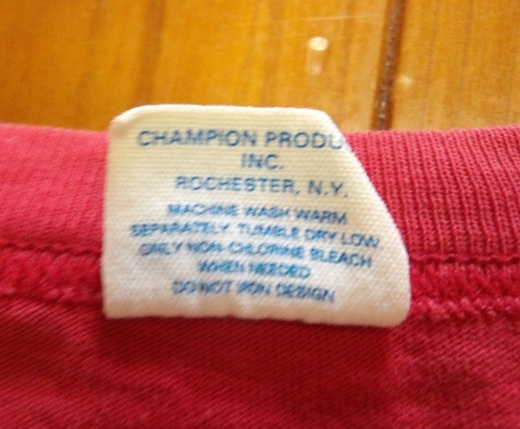 CHAMPION PRODU
INC.
ROCHESTER, N.Y.
MACHINE WASH WARM
SEPARATELY. TUMBLE DRY LOW.
ONLY NON-CHLORINE BLEACH
WHEN NEEDED
DO NOT IRON DESIGN